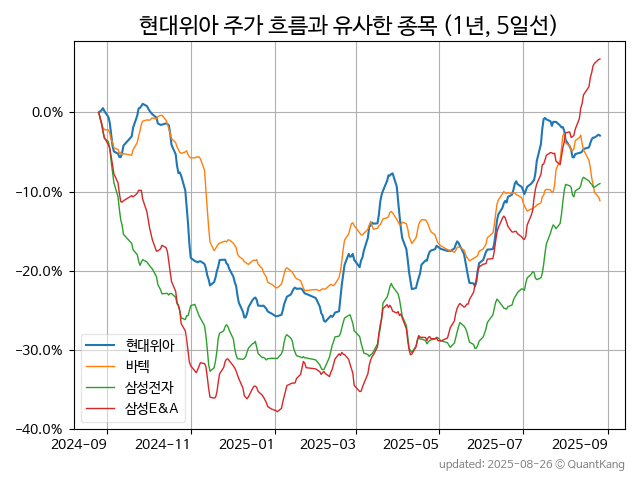 현대위아 주가 흐름과 유사한 종목 (1년, 5일선)
0.0%
−10.0%
−20.0%
−30.0%
−40.0%
현대위아
바텍
삼성전자
삼성E&A
2024-09 2024-11 2025-01 2025-03 2025-05 2025-07 2025-09
updated: 2025-08-26 © QuantKang